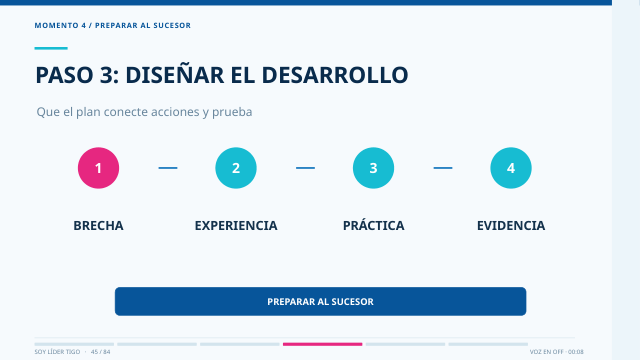 MOMENTO 4 / PREPARAR AL SUCESOR
PASO 3: DISEÑAR EL DESARROLLO
Que el plan conecte acciones y prueba
1 — 2 — 3 — 4
BRECHA EXPERIENCIA PRÁCTICA EVIDENCIA
PREPARAR AL SUCESOR
SOY LÍDER TIGO · 45 / 84 VOZ EN OFF · 00:08